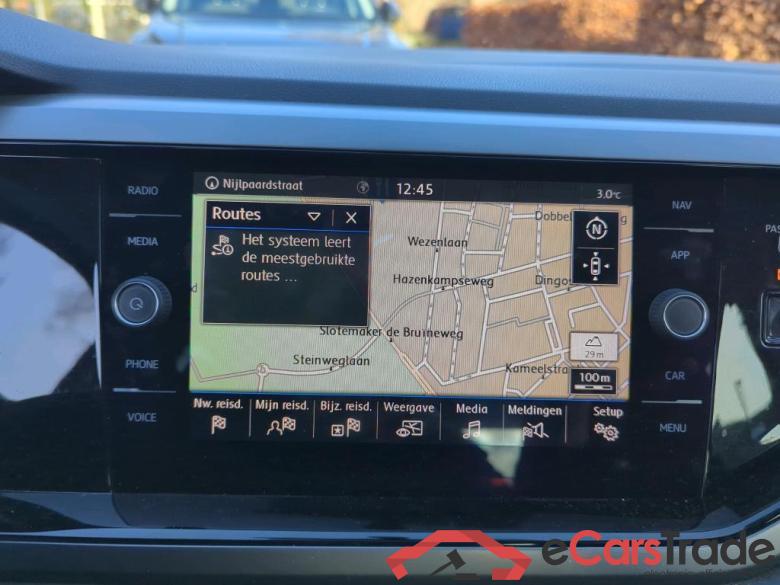 RADIO
MEDIA
PHONE
VOICE
Nijlpaardstraat
12:45
3.0°C
Routes
Het systeem leert
de meestgebruikte
routes ...
Wezenlaan
Hazenkampseweg
Slotemaker de Bruïneweg
Steinweglaan
Kameelstra
N
29 m
100 m
Nw. reisd.
Mijn reisd.
Bijz. reisd.
Weergave
Media
Meldingen
Setup
NAV
APP
CAR
MENU
eCarsTrade